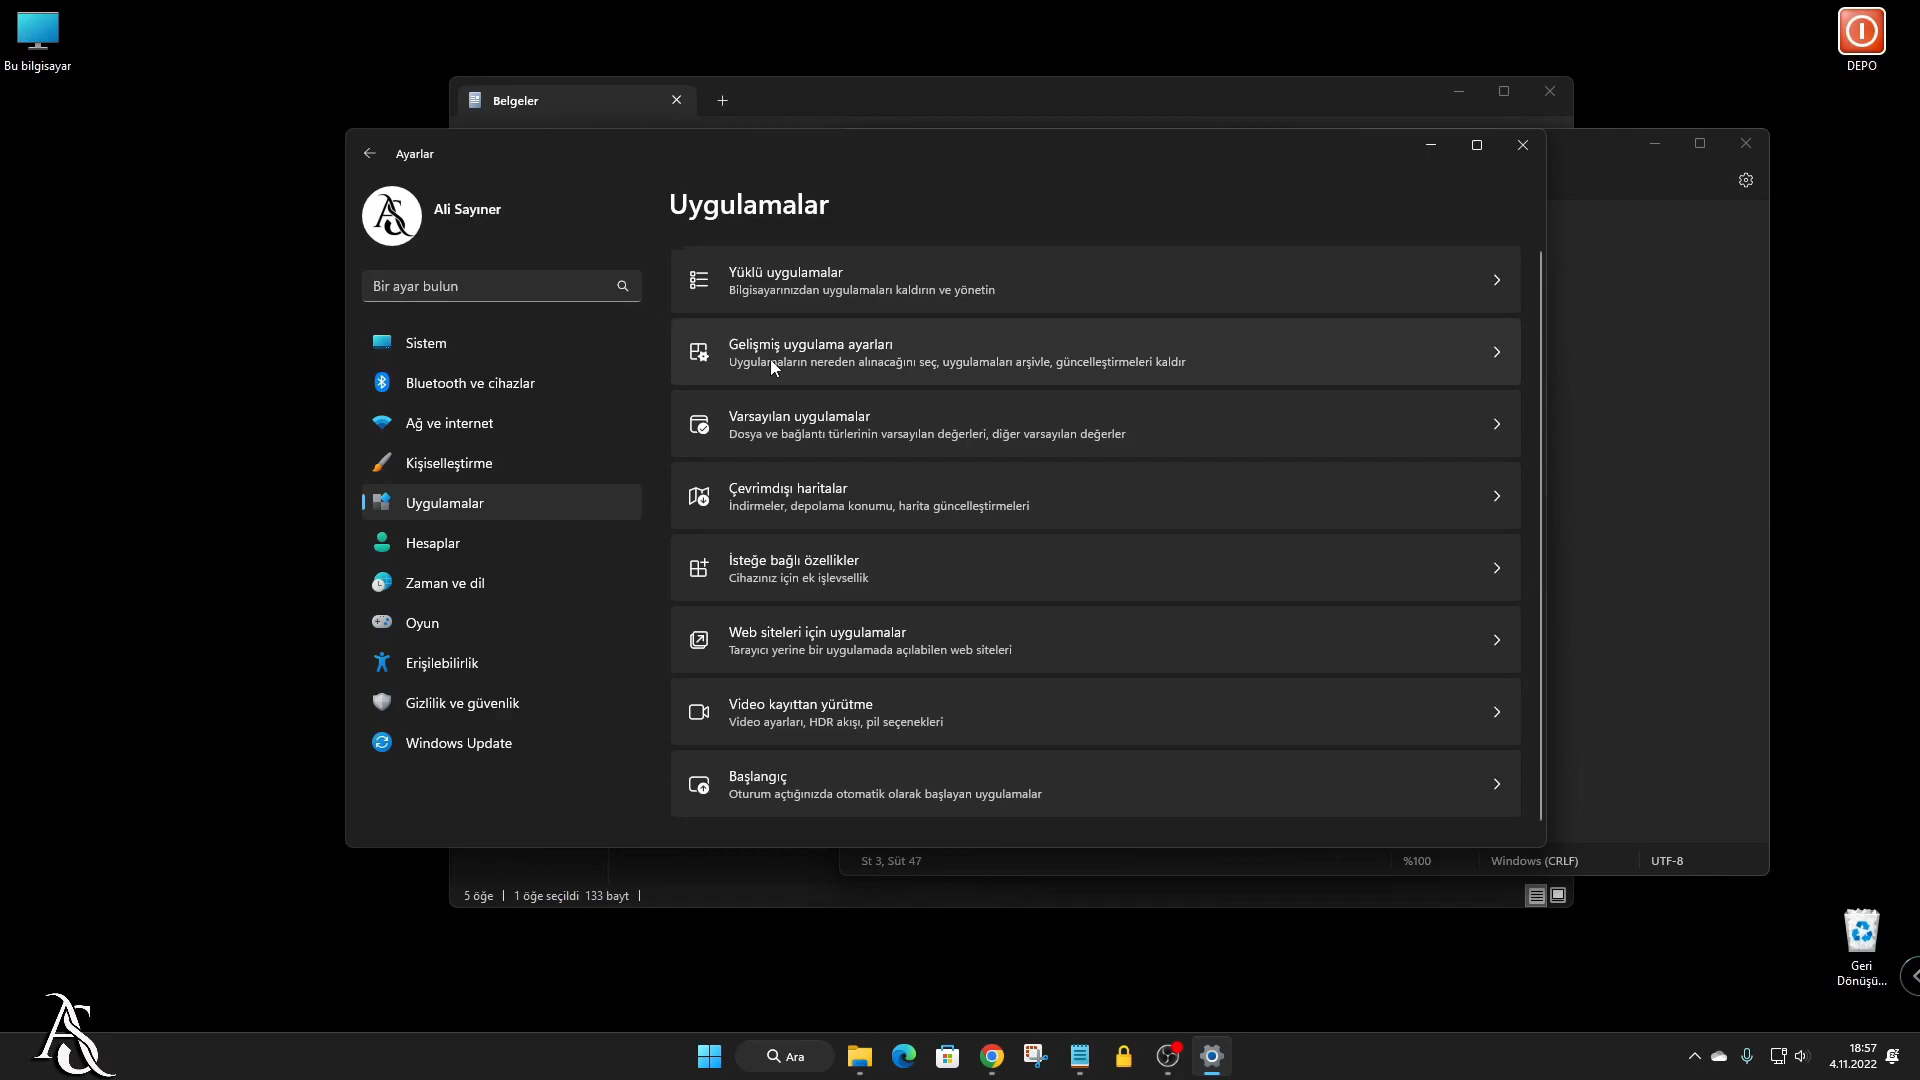 Bu bilgisayar
DEPO
Belgeler
Ayarlar
Ali Sayıner
Bir ayar bulun
Sistem
Bluetooth ve cihazlar
Ağ ve internet
Kişiselleştirme
Uygulamalar
Hesaplar
Zaman ve dil
Oyun
Erişilebilirlik
Gizlilik ve güvenlik
Windows Update
Uygulamalar
Yüklü uygulamalar
Bilgisayarınızdan uygulamaları kaldırın ve yönetin
Gelişmiş uygulama ayarları
Uygulamaların nereden alınacağını seç, uygulamaları arşivle, güncelleştirmeleri kaldır
Varsayılan uygulamalar
Dosya ve bağlantı türlerinin varsayılan değerleri, diğer varsayılan değerler
Çevrimdışı haritalar
İndirmeler, depolama konumu, harita güncelleştirmeleri
İsteğe bağlı özellikler
Cihazınız için ek işlevsellik
Web siteleri için uygulamalar
Tarayıcı yerine bir uygulamada açılabilen web siteleri
Video kayıttan yürütme
Video ayarları, HDR akışı, pil seçenekleri
Başlangıç
Oturum açtığınızda otomatik olarak başlayan uygulamalar
St 3, Süt 47
%100
Windows (CRLF)
UTF-8
5 öğe
1 öğe seçildi 133 bayt
Geri
Dönüşü...
AS
Ara
18:57
4.11.2022